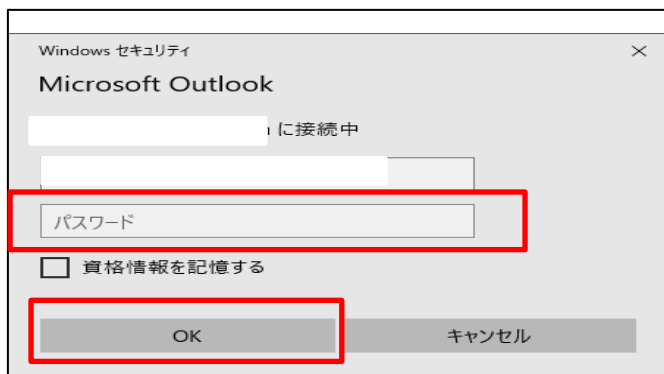 Windows セキュリティ
Microsoft Outlook
に接続中
パスワード
資格情報を記憶する
OK
キャンセル